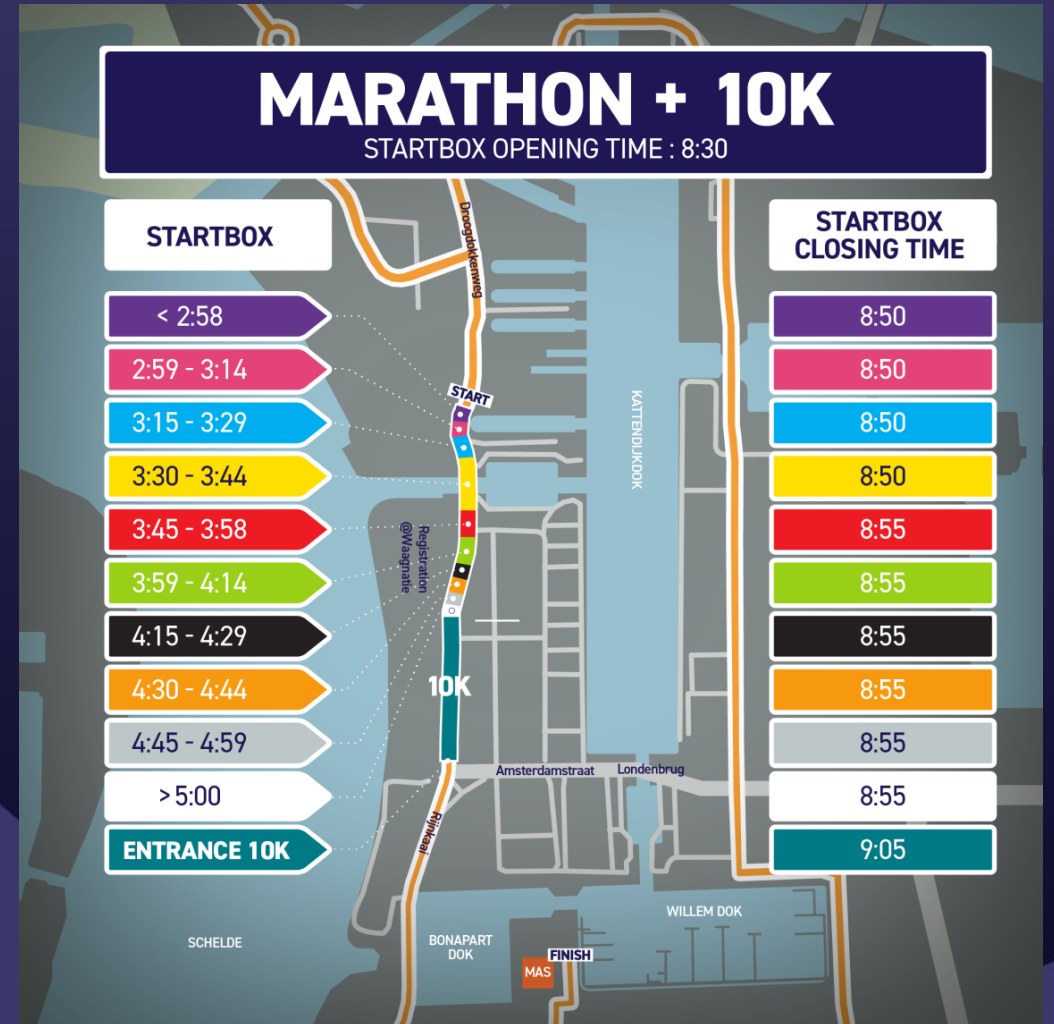 MARATHON + 10K
STARTBOX OPENING TIME : 8:30
STARTBOX
STARTBOX
CLOSING TIME
< 2:58
8:50
2:59 - 3:14
8:50
3:15 - 3:29
8:50
3:30 - 3:44
8:50
3:45 - 3:58
8:55
3:59 - 4:14
8:55
4:15 - 4:29
8:55
4:30 - 4:44
8:55
4:45 - 4:59
8:55
> 5:00
8:55
ENTRANCE 10K
9:05
Droogdokkenweg
START
KATTENDIJKDOK
Registration
@Waagnatie
10K
Amsterdamstraat
Londenbrug
Rijnkaai
SCHELDE
BONAPART
DOK
WILLEM DOK
MAS
FINISH